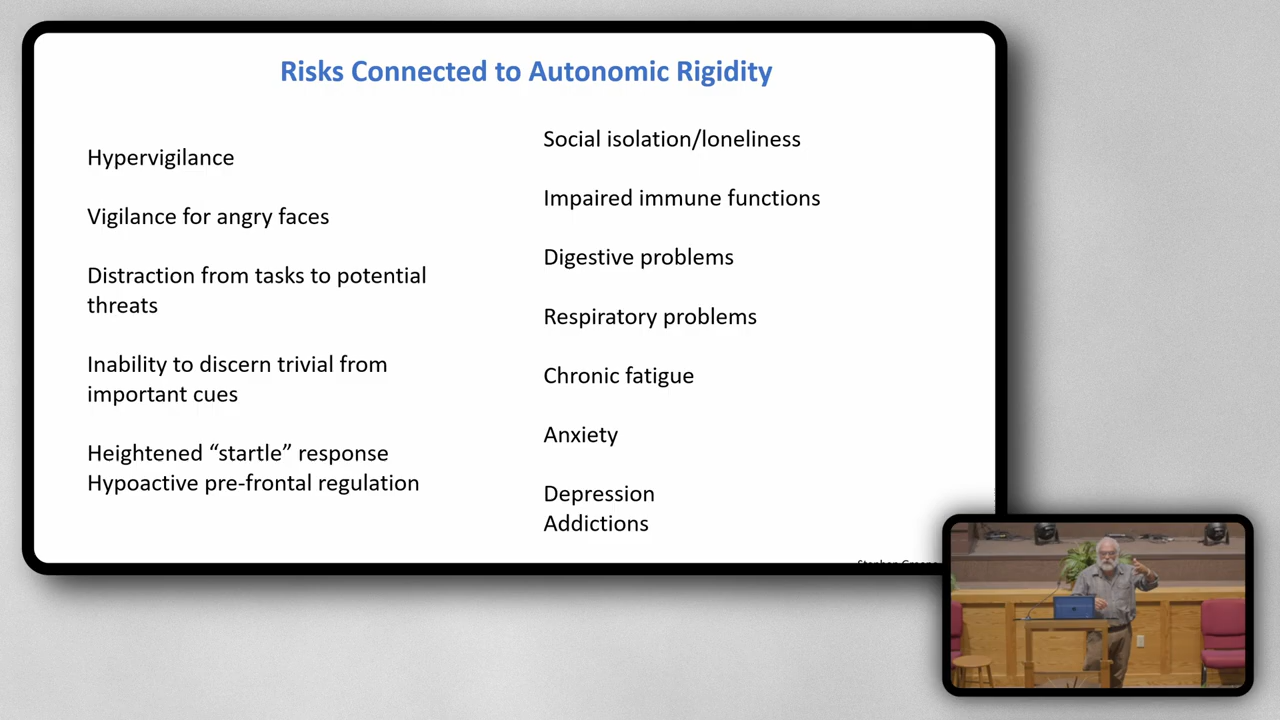 Risks Connected to Autonomic Rigidity
Hypervigilance
Vigilance for angry faces
Distraction from tasks to potential
threats
Inability to discern trivial from
important cues
Heightened “startle” response
Hypoactive pre-frontal regulation
Social isolation/loneliness
Impaired immune functions
Digestive problems
Respiratory problems
Chronic fatigue
Anxiety
Depression
Addictions